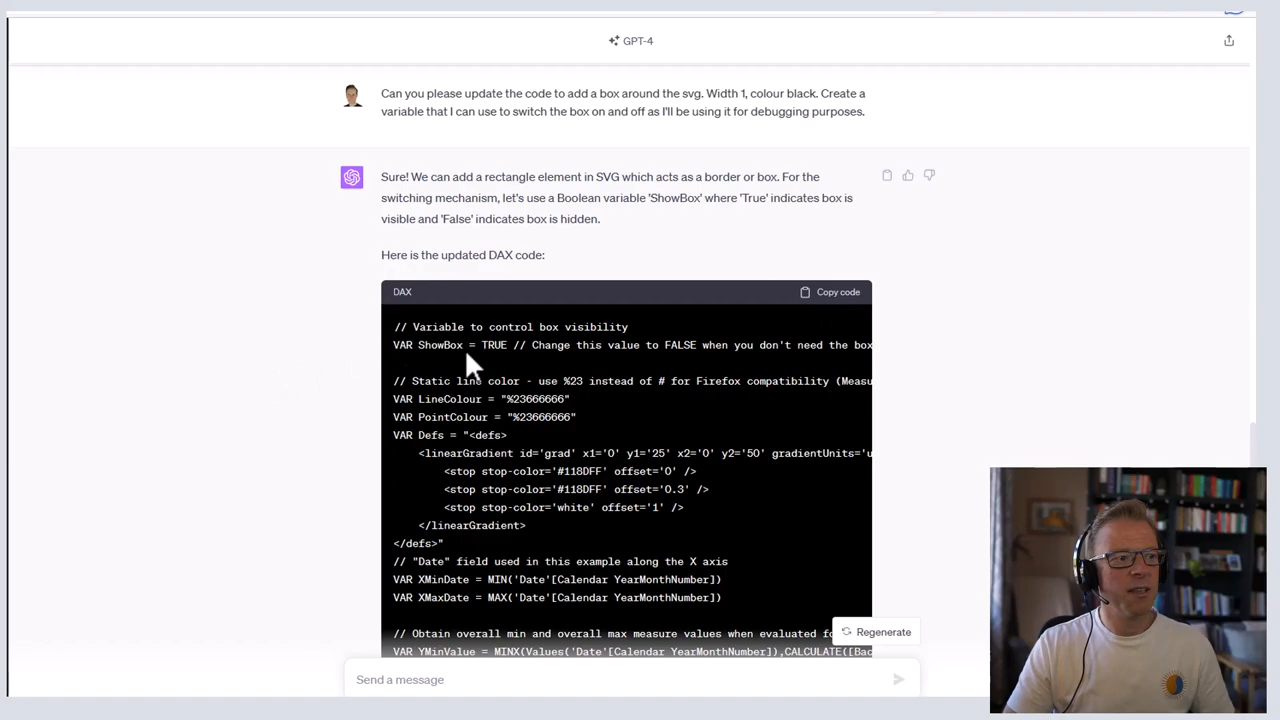 GPT-4
Can you please update the code to add a box around the svg. Width 1, colour black. Create a
variable that I can use to switch the box on and off as I'll be using it for debugging purposes.
Sure! We can add a rectangle element in SVG which acts as a border or box. For the
switching mechanism, let's use a Boolean variable 'ShowBox' where 'True' indicates box is
visible and 'False' indicates box is hidden.
Here is the updated DAX code:
DAX
Copy code
// Variable to control box visibility
VAR ShowBox = TRUE // Change this value to FALSE when you don't need the box
// Static line color - use %23 instead of # for Firefox compatibility (Measu
VAR LineColour = "%23666666"
VAR PointColour = "%23666666"
VAR Defs = "<defs>
<linearGradient id='grad' x1='0' y1='25' x2='0' y2='50' gradientUnits='u
<stop stop-color='#118DFF' offset='0' />
<stop stop-color='#118DFF' offset='0.3' />
<stop stop-color='white' offset='1' />
</linearGradient>
</defs>"
// "Date" field used in this example along the X axis
VAR XMinDate = MIN('Date'[Calendar YearMonthNumber])
VAR XMaxDate = MAX('Date'[Calendar YearMonthNumber])
// Obtain overall min and overall max measure values when evaluated fo
VAR YMinValue = MINX(Values('Date'[Calendar YearMonthNumber]),CALCULATE([Bac
Regenerate
Send a message